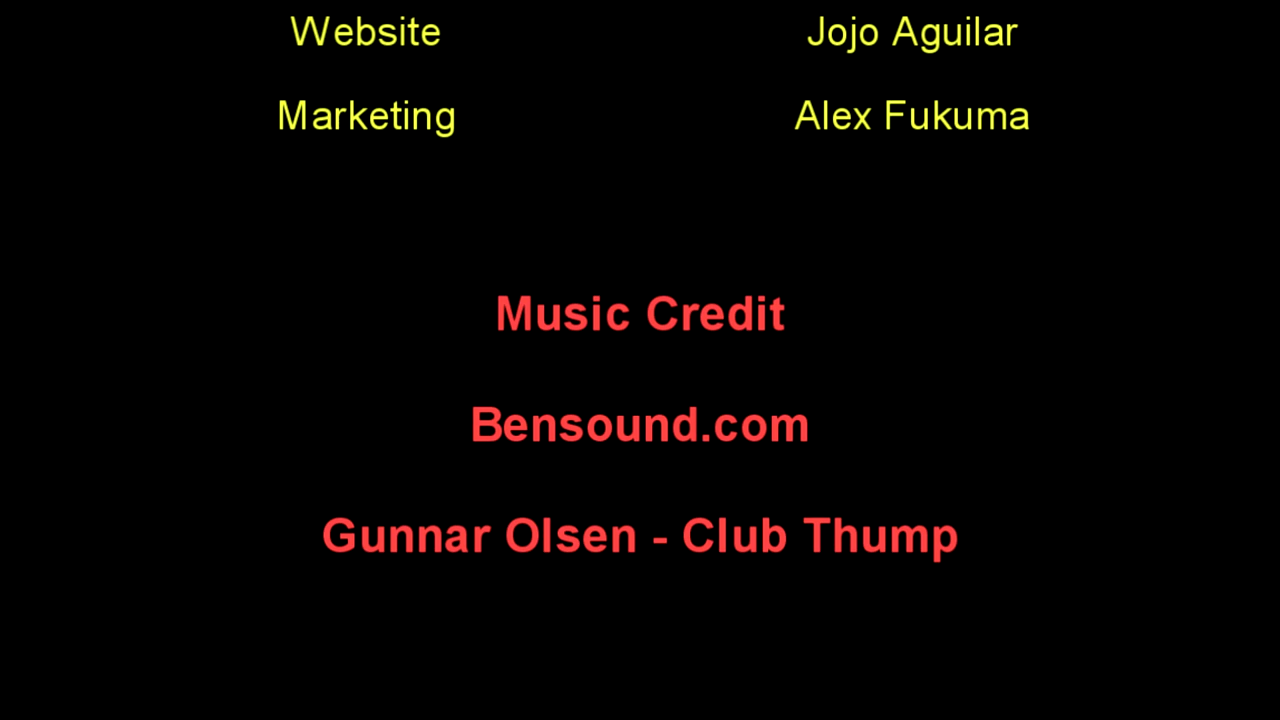 Website Jojo Aguilar
Marketing Alex Fukuma
Music Credit
Bensound.com
Gunnar Olsen - Club Thump